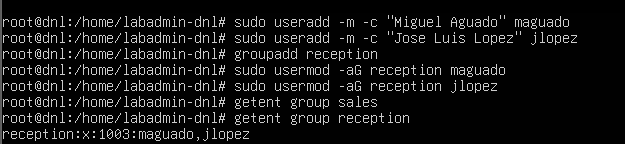 root@dnl:/home/labadmin-dnl# sudo useradd -m -c "Miguel Aguado" maguado
root@dnl:/home/labadmin-dnl# sudo useradd -m -c "Jose Luis Lopez" jlopez
root@dnl:/home/labadmin-dnl# groupadd reception
root@dnl:/home/labadmin-dnl# sudo usermod -aG reception maguado
root@dnl:/home/labadmin-dnl# sudo usermod -aG reception jlopez
root@dnl:/home/labadmin-dnl# getent group sales
root@dnl:/home/labadmin-dnl# getent group reception
reception:x:1003:maguado,jlopez